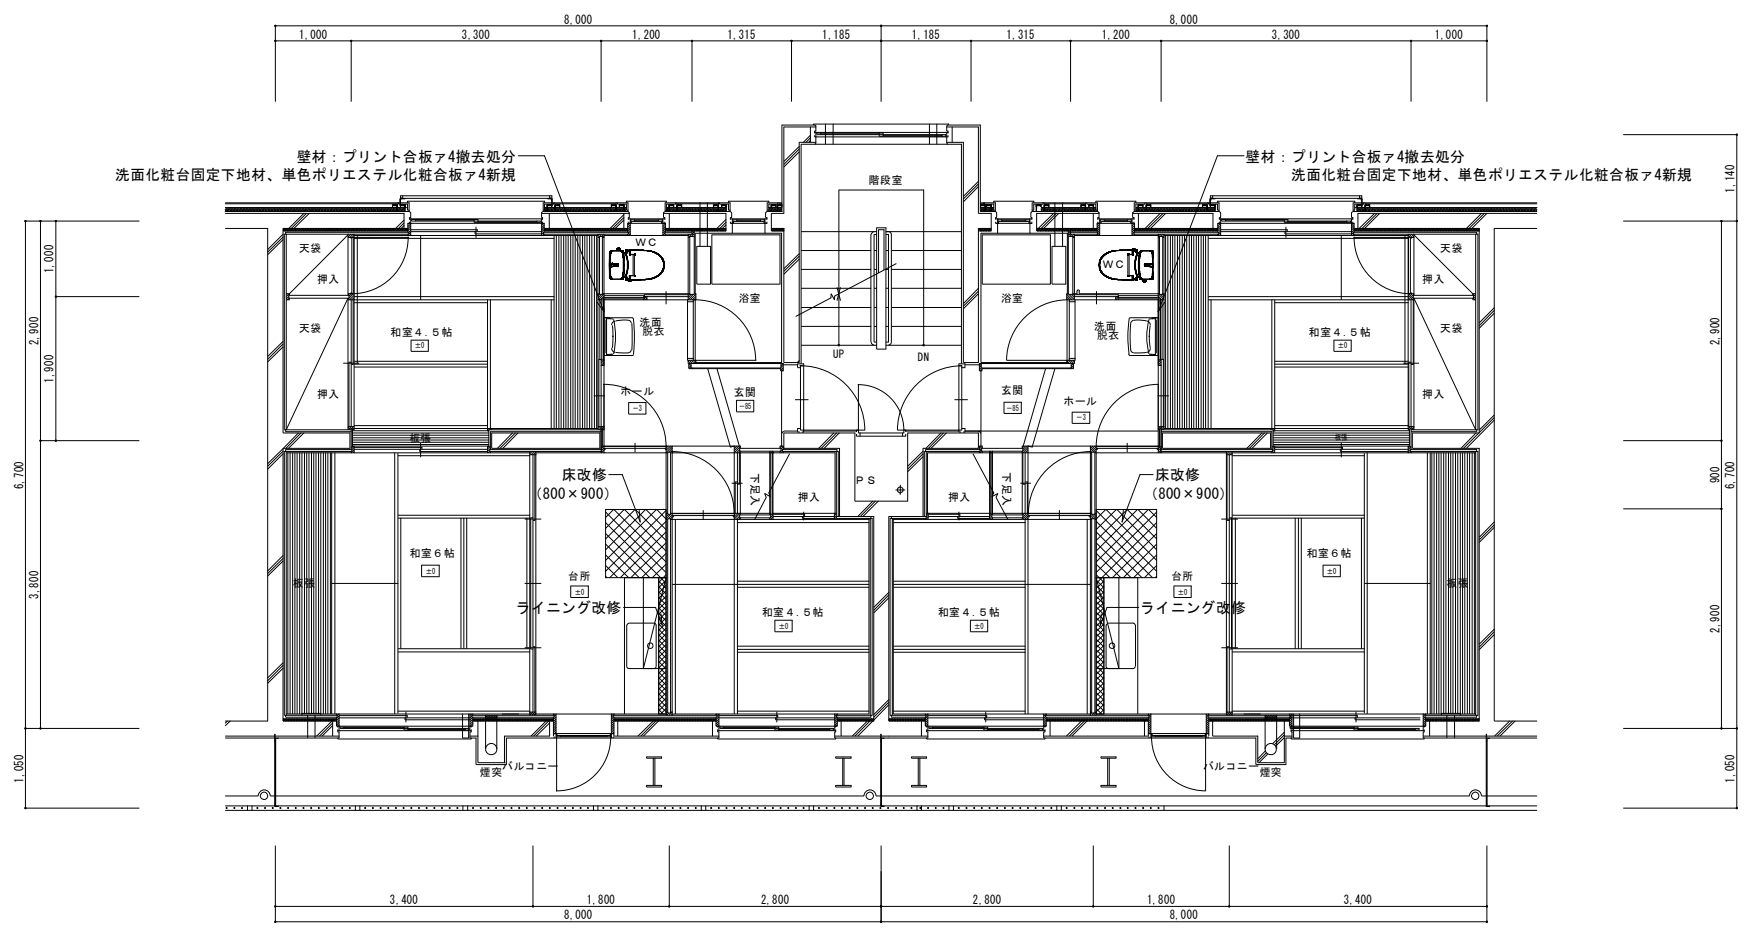 8,000
8,000
1,000
3,300
1,200
1,315
1,185
1,185
1,315
1,200
3,300
1,000
壁材：プリント合板ァ4撤去処分
洗面化粧台固定下地材、単色ポリエステル化粧合板ァ4新規
壁材：プリント合板ァ4撤去処分
洗面化粧台固定下地材、単色ポリエステル化粧合板ァ4新規
1,140
階段室
1,000
天袋
押入
WC
浴室
浴室
WC
天袋
押入
2,900
1,900
天袋
押入
和室４.５帖
±0
洗面
脱衣
UP
DN
洗面
脱衣
和室４.５帖
±0
天袋
押入
2,900
ホール
-3
玄関
-85
玄関
-85
ホール
-3
板張
板張
6,700
床改修
(800×900)
下足入
押入
PS
押入
下足入
床改修
(800×900)
900
6,700
3,800
板張
和室６帖
±0
台所
±0
ライニング改修
和室４.５帖
±0
和室４.５帖
±0
台所
±0
ライニング改修
和室６帖
±0
板張
2,900
1,050
煙突
バルコニー
バルコニー
煙突
1,050
3,400
1,800
2,800
2,800
1,800
3,400
8,000
8,000